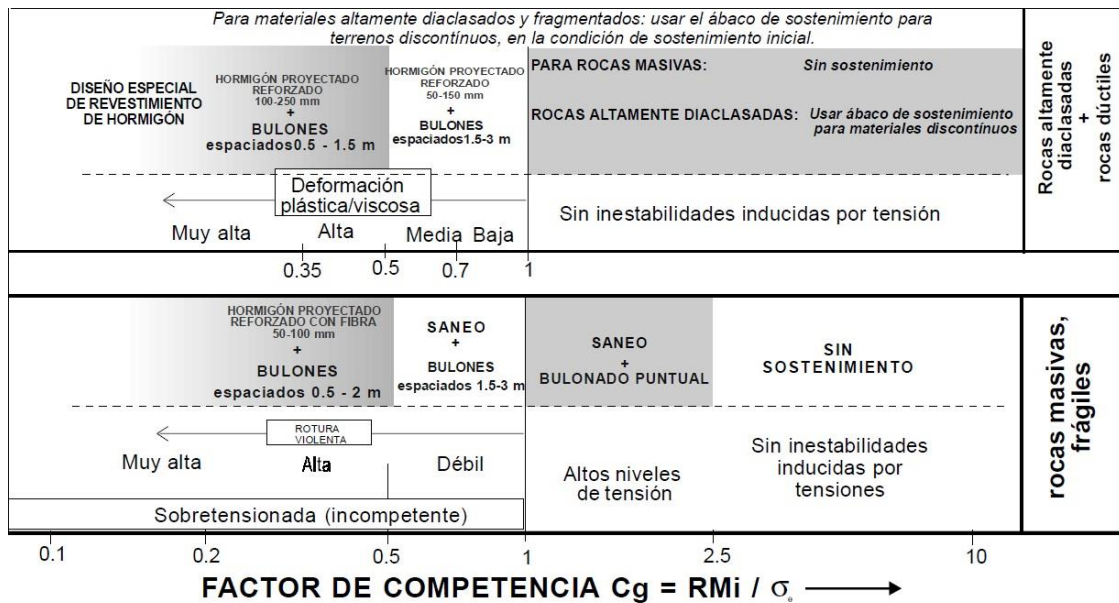 Para materiales altamente diaclasados y fragmentados: usar el ábaco de sostenimiento para
terrenos discontínuos, en la condición de sostenimiento inicial.
DISEÑO ESPECIAL
DE REVESTIMIENTO
DE HORMIGÓN
HORMIGÓN PROYECTADO
REFORZADO
100-250 mm
+
BULONES
espaciados0.5 - 1.5 m
HORMIGÓN PROYECTADO
REFORZADO
50-150 mm
+
BULONES
espaciados1.5-3 m
PARA ROCAS MASIVAS: Sin sostenimiento
ROCAS ALTAMENTE DIACLASADAS: Usar ábaco de sostenimiento
para materiales discontínuos
Rocas altamente
diaclasadas
+
rocas dúctiles
Deformación
plástica/viscosa
Muy alta Alta Media Baja
Sin inestabilidades inducidas por tensión
0.35 0.5 0.7 1
HORMIGÓN PROYECTADO
REFORZADO CON FIBRA
50-100 mm
+
BULONES
espaciados 0.5 - 2 m
SANEO
+
BULONES
espaciados 1.5-3 m
SANEO
+
BULONADO PUNTUAL
SIN
SOSTENIMIENTO
rocas masivas,
frágiles
ROTURA
VIOLENTA
Muy alta Alta Débil
Altos niveles
de tensión
Sin inestabilidades
inducidas por
tensiones
Sobretensionada (incompetente)
0.1 0.2 0.5 1 2.5 10
FACTOR DE COMPETENCIA Cg = RMi / σ